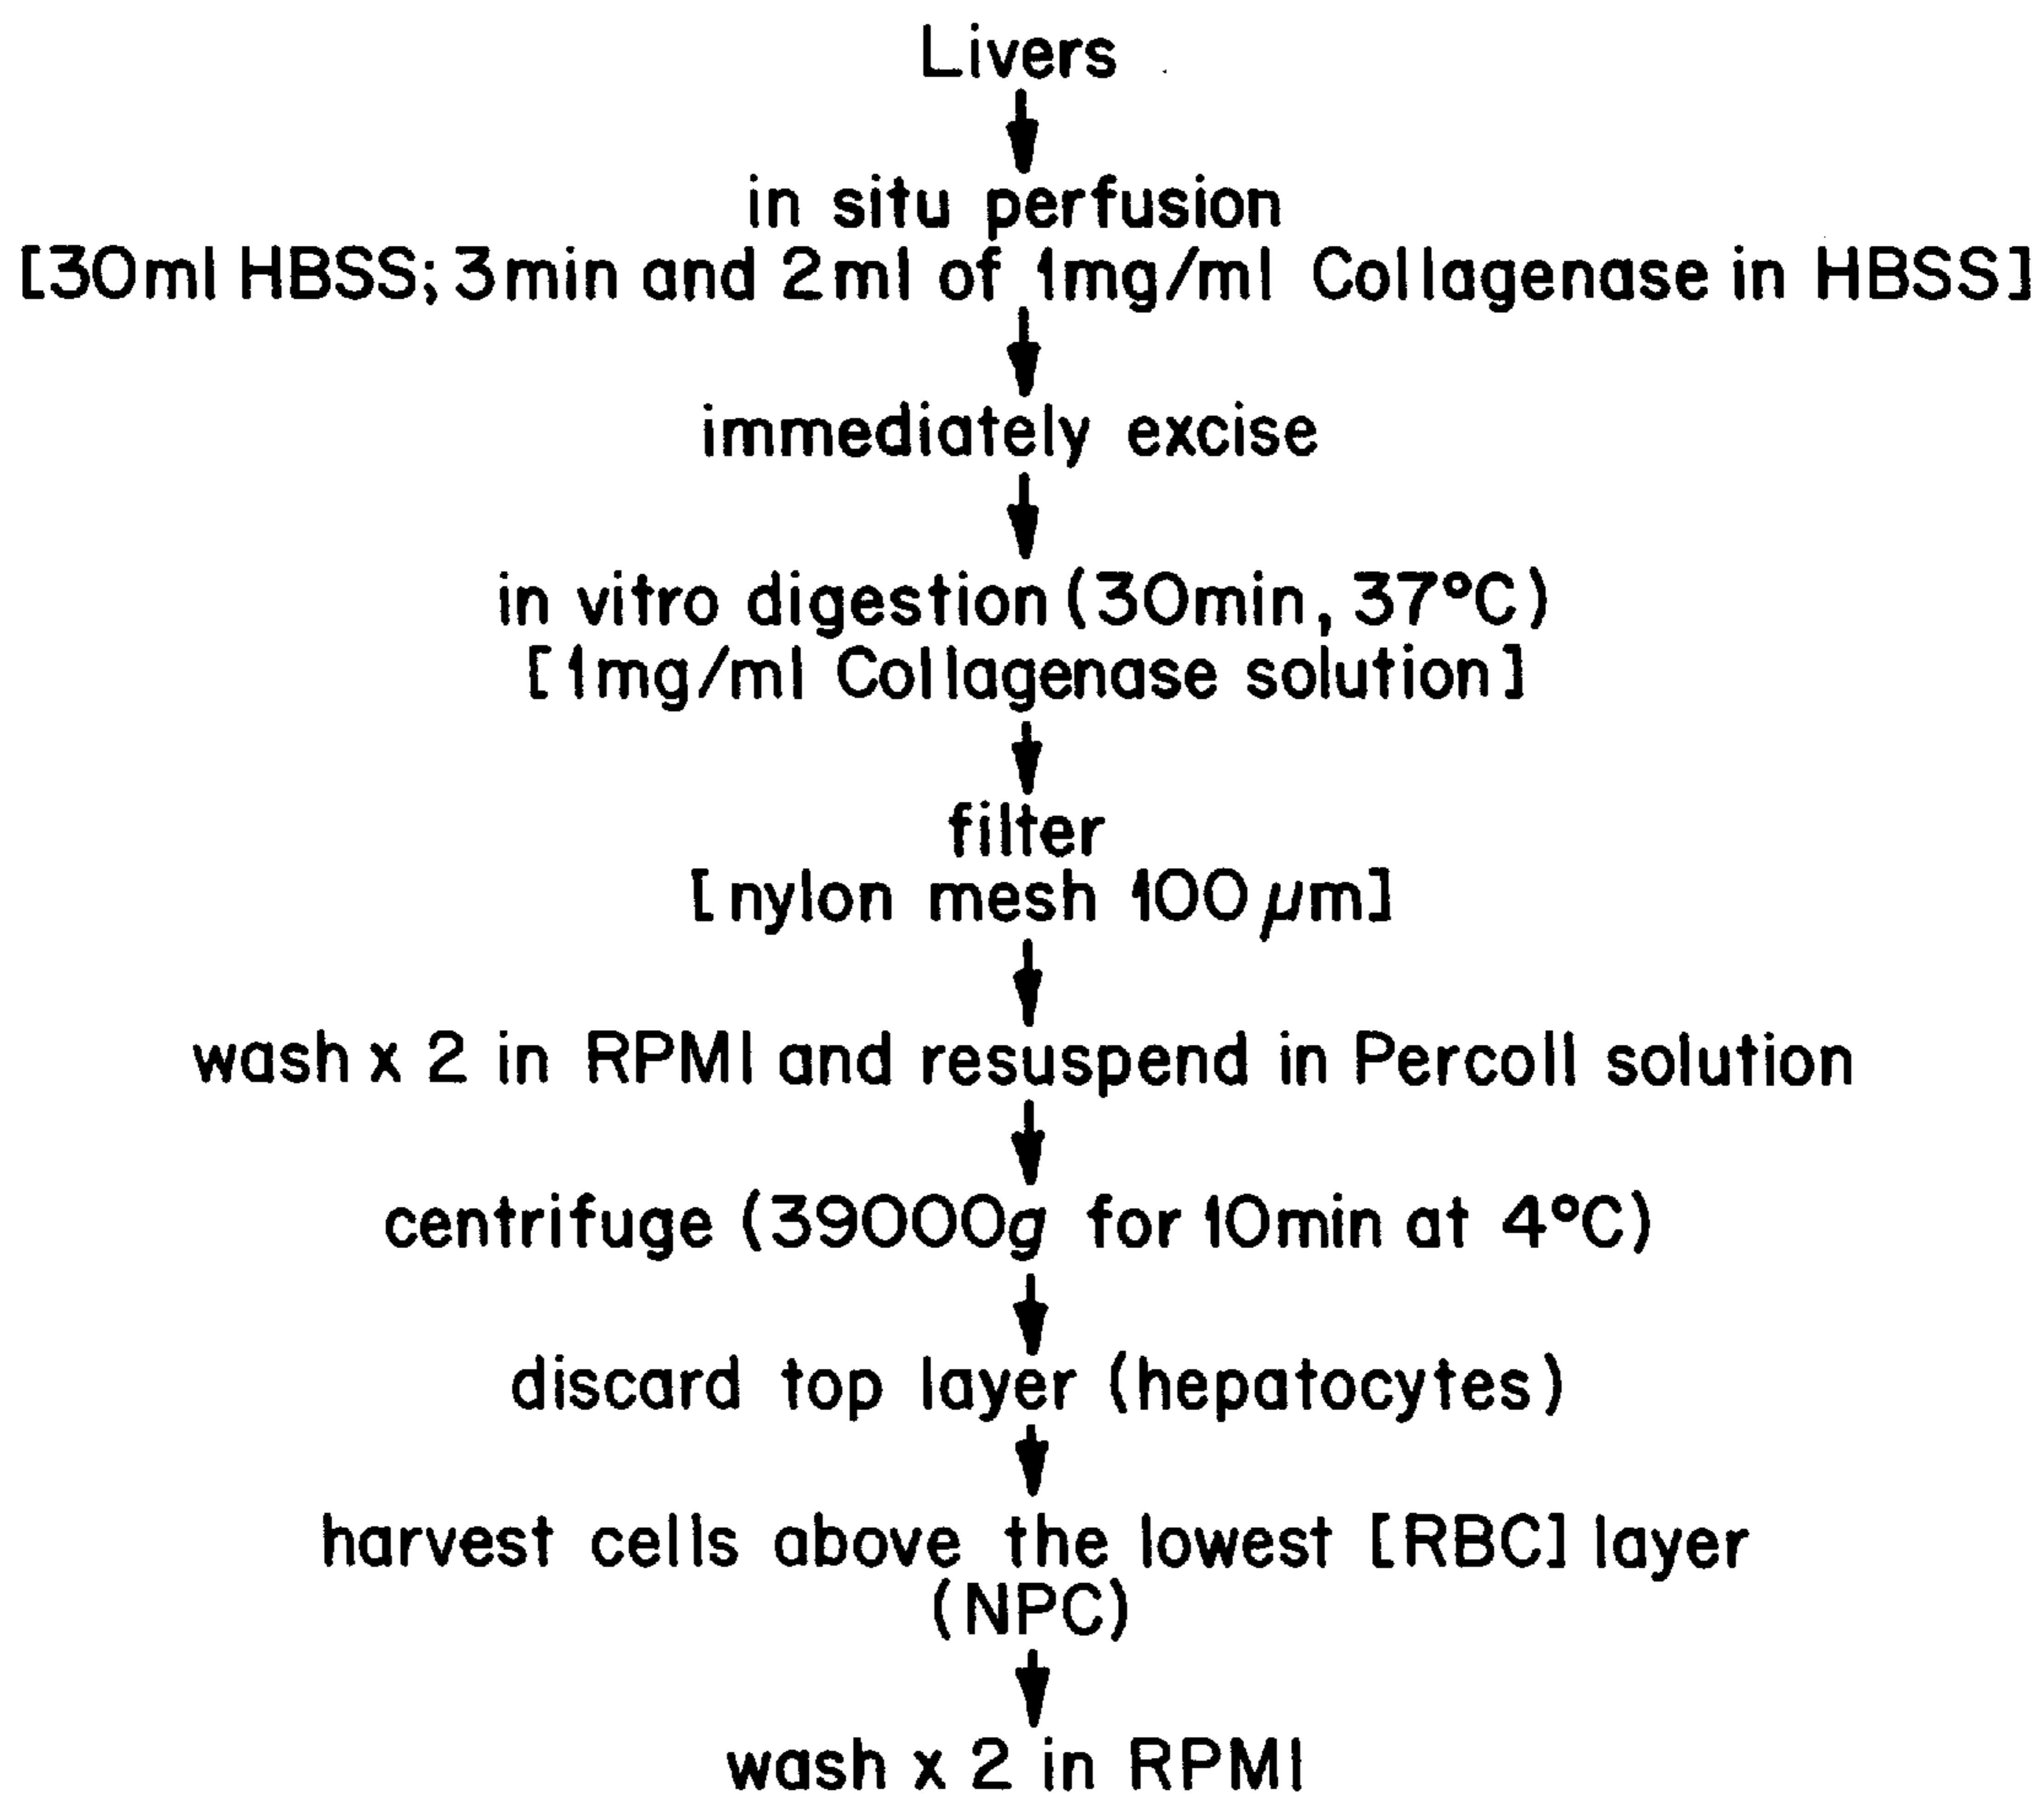 Livers
in situ perfusion
[30ml HBSS; 3min and 2ml of 1mg/ml Collagenase in HBSS]
immediately excise
in vitro digestion (30min, 37°C)
[1mg/ml Collagenase solution]
filter
[nylon mesh 100 µm]
wash x 2 in RPMI and resuspend in Percoll solution
centrifuge (39000g for 10min at 4°C)
discard top layer (hepatocytes)
harvest cells above the lowest [RBC] layer
(NPC)
wash x 2 in RPMI